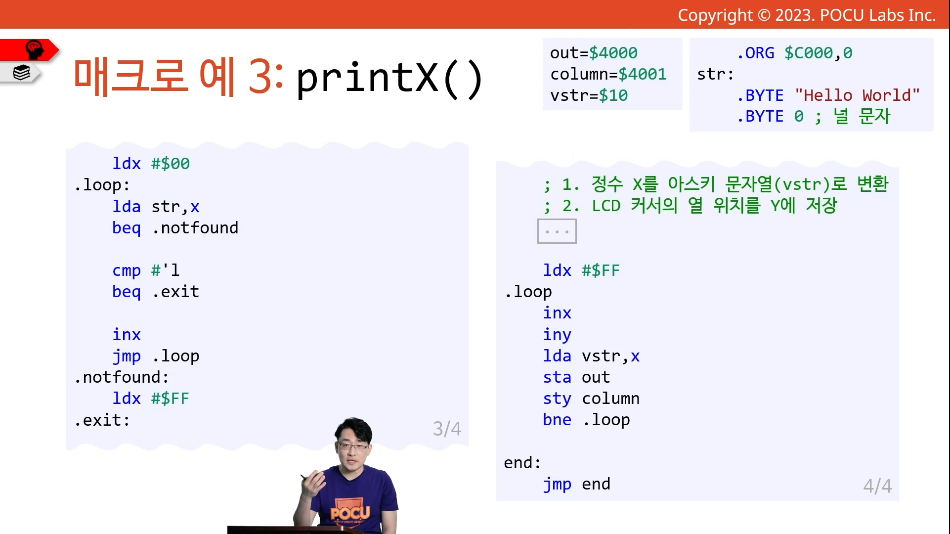 Copyright © 2023. POCU Labs Inc.
매크로 예 3: printX()
out=$4000
column=$4001
vstr=$10
.ORG $C000,0
str:
.BYTE "Hello World"
.BYTE 0 ; 널 문자
ldx #$00
.loop:
lda str,x
beq .notfound
cmp #'l
beq .exit
inx
jmp .loop
.notfound:
ldx #$FF
.exit:
3/4
; 1. 정수 X를 아스키 문자열(vstr)로 변환
; 2. LCD 커서의 열 위치를 Y에 저장
...
ldx #$FF
.loop
inx
iny
lda vstr,x
sta out
sty column
bne .loop
end:
jmp end
4/4
POCU